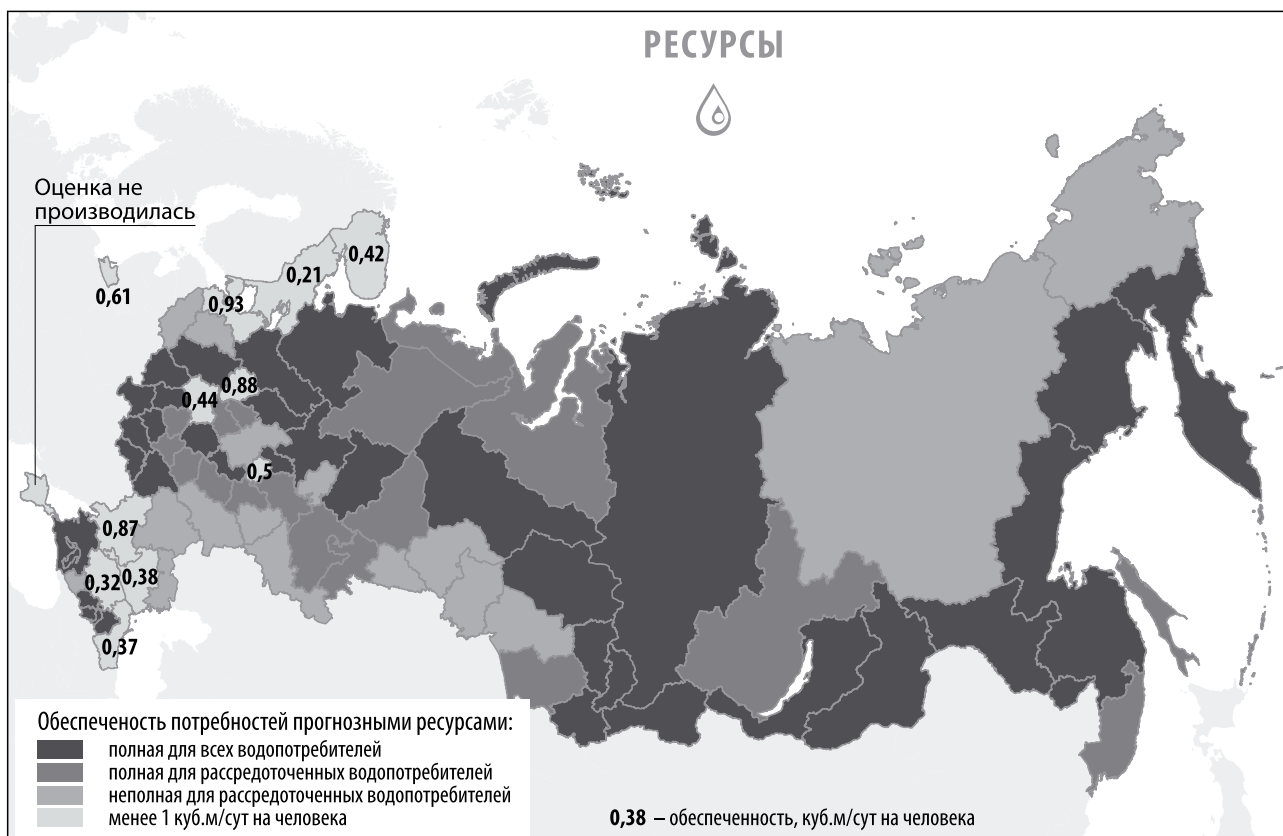 РЕСУРСЫ
Оценка не
производилась
0,42
0,21
0,61
0,93
0,88
0,44
0,5
0,87
0,38
0,32
0,37
Обеспеченость потребностей прогнозными ресурсами:
полная для всех водопотребителей
полная для рассредоточенных водопотребителей
неполная для рассредоточенных водопотребителей
менее 1 куб.м/сут на человека
0,38 – обеспеченность, куб.м/сут на человека